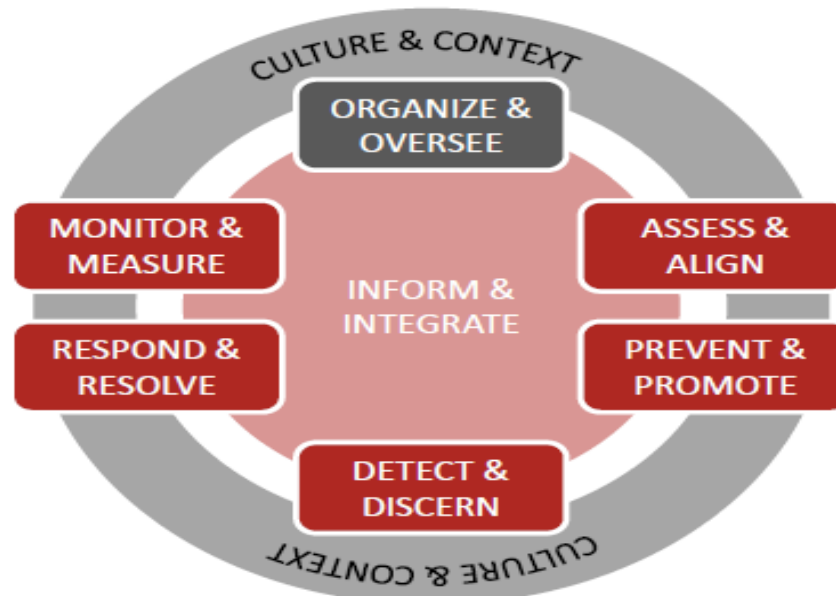 CULTURE & CONTEXT
ORGANIZE &
OVERSEE
MONITOR &
MEASURE
ASSESS &
ALIGN
INFORM &
INTEGRATE
RESPOND &
RESOLVE
PREVENT &
PROMOTE
DETECT &
DISCERN
CULTURE & CONTEXT